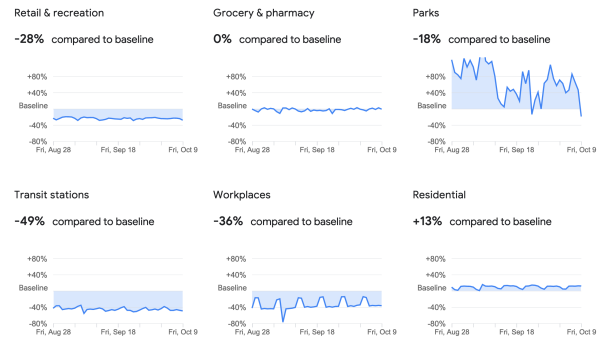 Retail & recreation
-28% compared to baseline
+80%
+40%
Baseline
-40%
-80%
Fri, Aug 28 Fri, Sep 18 Fri, Oct 9
Grocery & pharmacy
0% compared to baseline
+80%
+40%
Baseline
-40%
-80%
Fri, Aug 28 Fri, Sep 18 Fri, Oct 9
Parks
-18% compared to baseline
+80%
+40%
Baseline
-40%
-80%
Fri, Aug 28 Fri, Sep 18 Fri, Oct 9
Transit stations
-49% compared to baseline
+80%
+40%
Baseline
-40%
-80%
Fri, Aug 28 Fri, Sep 18 Fri, Oct 9
Workplaces
-36% compared to baseline
+80%
+40%
Baseline
-40%
-80%
Fri, Aug 28 Fri, Sep 18 Fri, Oct 9
Residential
+13% compared to baseline
+80%
+40%
Baseline
-40%
-80%
Fri, Aug 28 Fri, Sep 18 Fri, Oct 9